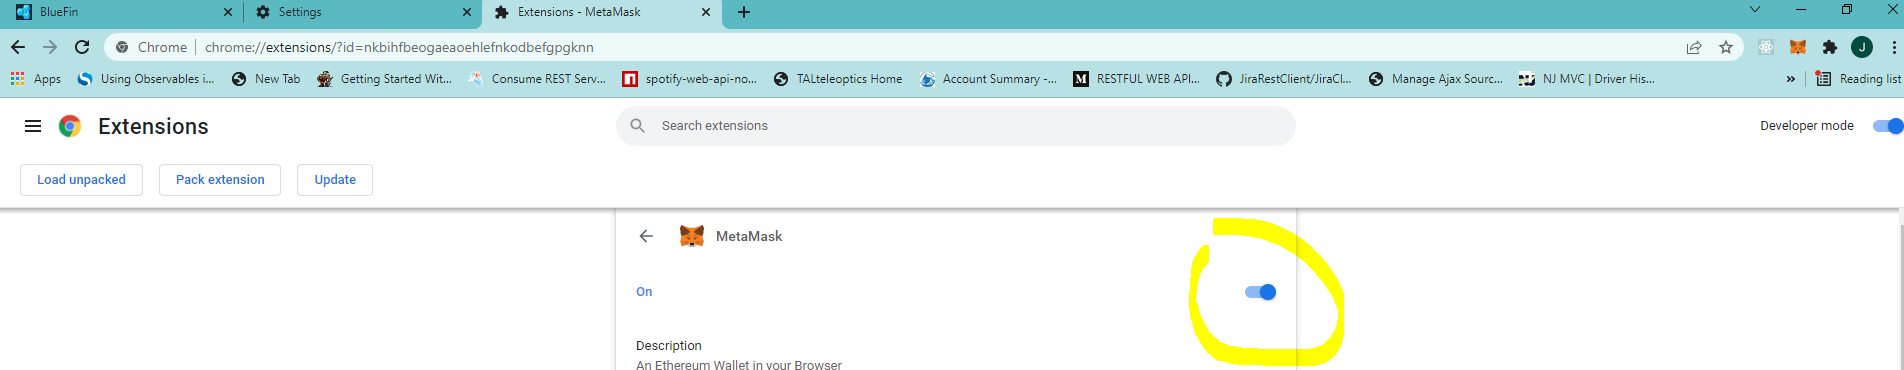 BlueFin
Settings
Extensions - MetaMask
Chrome
chrome://extensions/?id=nkbihfbeogaeaoehlefnkodbefgpgknn
J
Apps
Using Observables i...
New Tab
Getting Started Wit...
Consume REST Serv...
spotify-web-api-no...
TALteleoptics Home
Account Summary -...
RESTFUL WEB API...
JiraRestClient/JiraCl...
Manage Ajax Sourc...
NJ MVC | Driver His...
»
Reading list
Extensions
Search extensions
Developer mode
Load unpacked
Pack extension
Update
MetaMask
On
Description
An Ethereum Wallet in your Browser